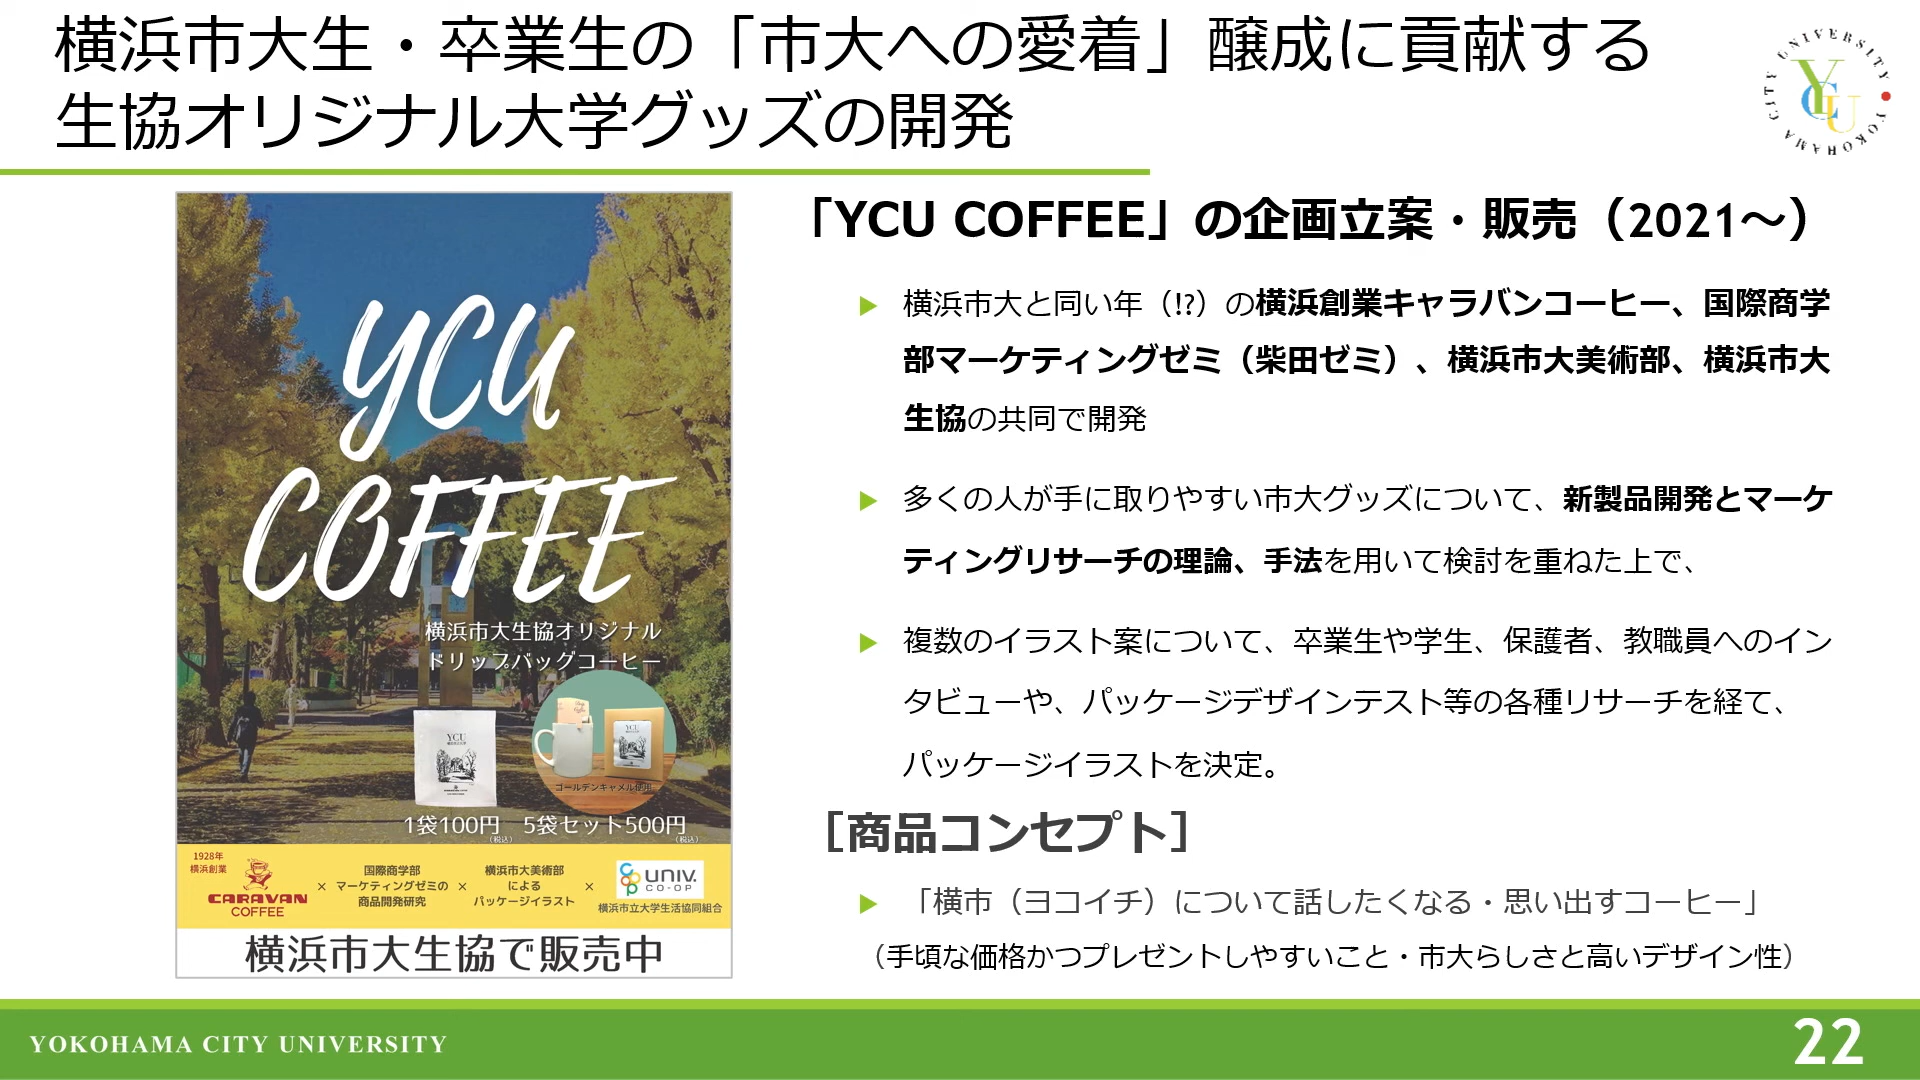 横浜市大生・卒業生の「市大への愛着」醸成に貢献する
生協オリジナル大学グッズの開発
YOKOHAMA CITY UNIVERSITY
YCU
YCU
COFFEE
横浜市大生協オリジナル
ドリップバッグコーヒー
YCU
YCU
ゴールデンキャメル使用
1袋100円 5袋セット500円
(税込) (税込)
1928年
横浜創業
CARAVAN
COFFEE
×
国際商学部
マーケティングゼミの
商品開発研究
×
横浜市大美術部
による
パッケージイラスト
×
UNIV.
CO-OP
横浜市立大学生活協同組合
横浜市大生協で販売中
「YCU COFFEE」の企画立案・販売（2021～）
横浜市大と同い年（!?）の横浜創業キャラバンコーヒー、国際商学
部マーケティングゼミ（柴田ゼミ）、横浜市大美術部、横浜市大
生協の共同で開発
多くの人が手に取りやすい市大グッズについて、新製品開発とマーケ
ティングリサーチの理論、手法を用いて検討を重ねた上で、
複数のイラスト案について、卒業生や学生、保護者、教職員へのイン
タビューや、パッケージデザインテスト等の各種リサーチを経て、
パッケージイラストを決定。
［商品コンセプト］
「横市（ヨコイチ）について話したくなる・思い出すコーヒー」
（手頃な価格かつプレゼントしやすいこと・市大らしさと高いデザイン性）
YOKOHAMA CITY UNIVERSITY
22